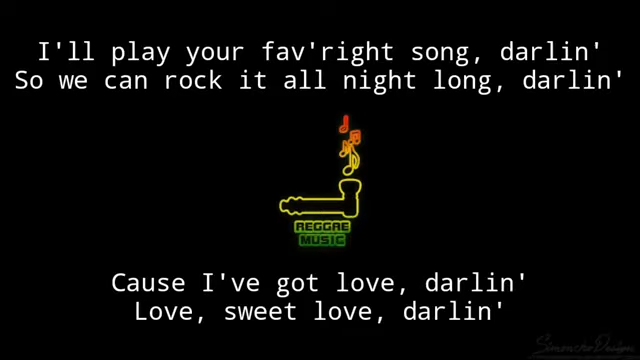 I'll play your fav'right song, darlin'
So we can rock it all night long, darlin'
REGGAE
MUSIC
Cause I've got love, darlin'
Love, sweet love, darlin'